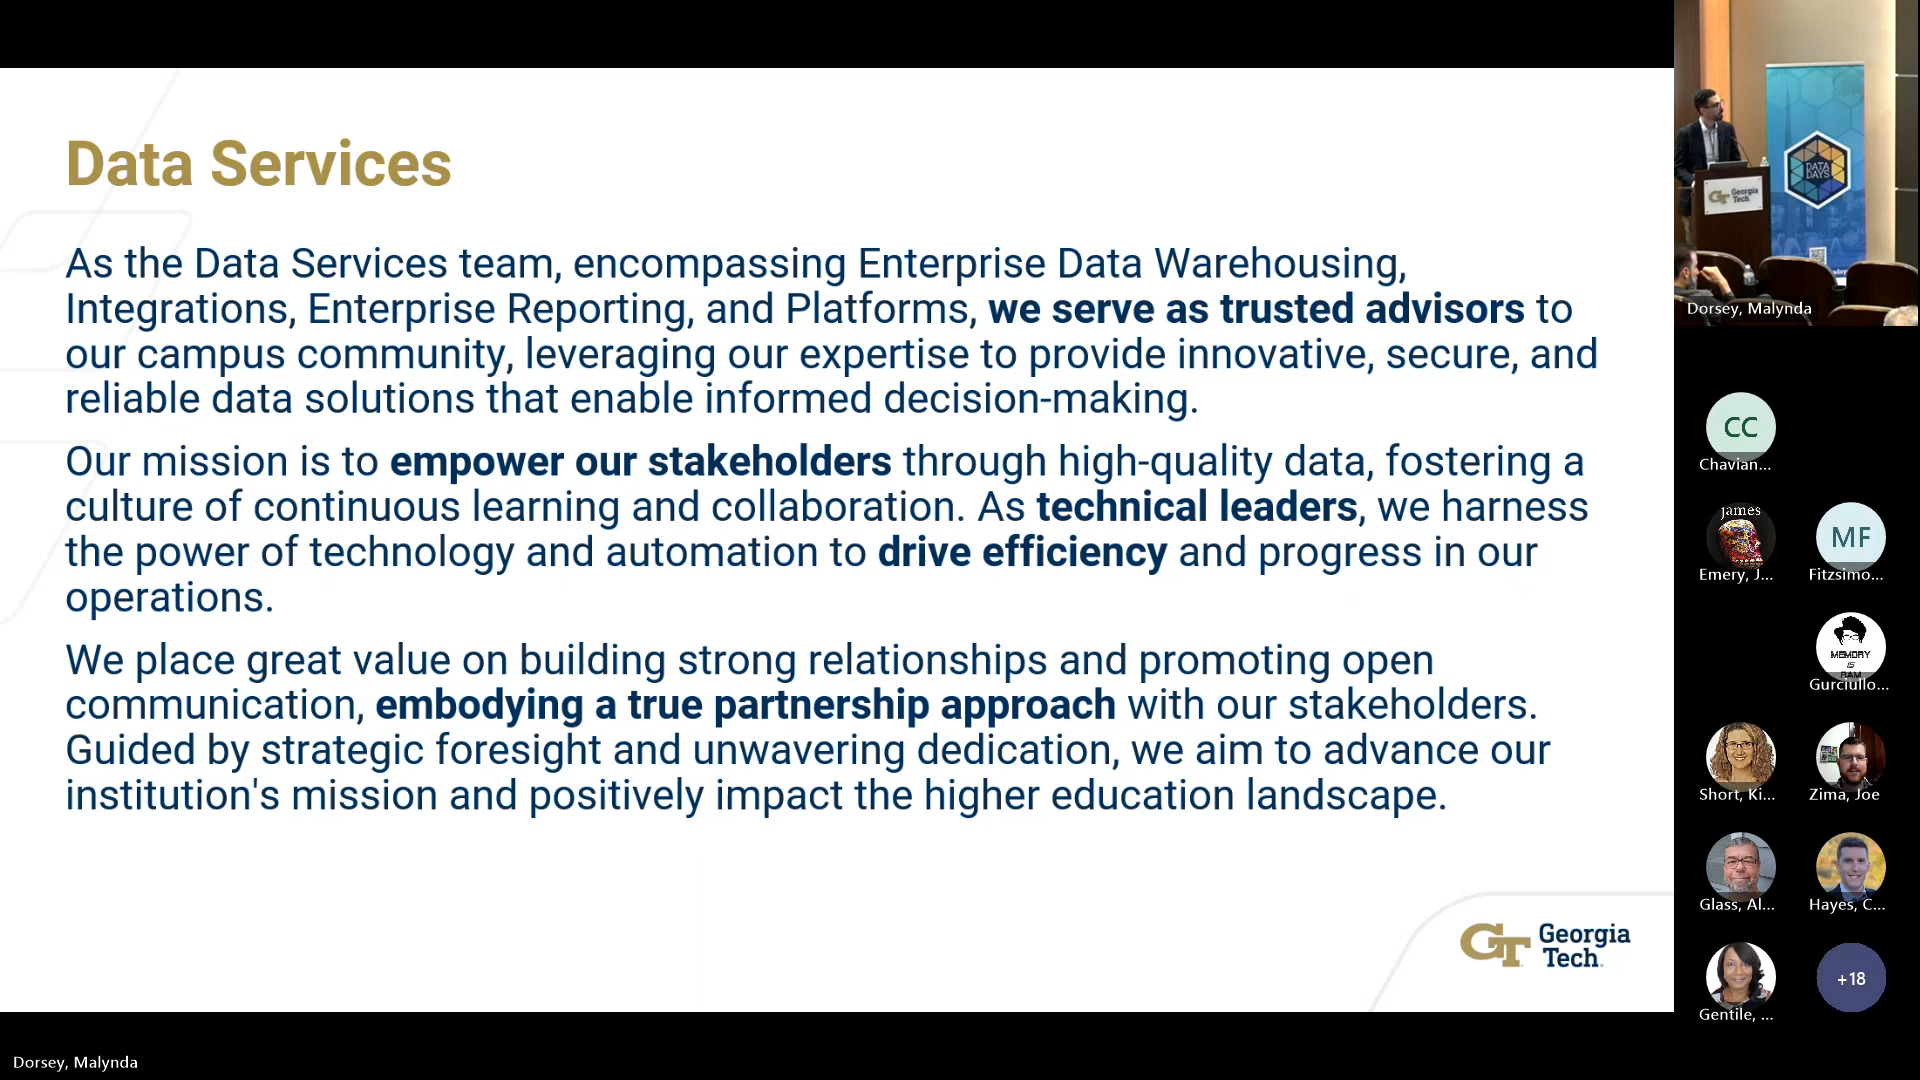 Data Services
As the Data Services team, encompassing Enterprise Data Warehousing,
Integrations, Enterprise Reporting, and Platforms, we serve as trusted advisors to
our campus community, leveraging our expertise to provide innovative, secure, and
reliable data solutions that enable informed decision-making.
Our mission is to empower our stakeholders through high-quality data, fostering a
culture of continuous learning and collaboration. As technical leaders, we harness
the power of technology and automation to drive efficiency and progress in our
operations.
We place great value on building strong relationships and promoting open
communication, embodying a true partnership approach with our stakeholders.
Guided by strategic foresight and unwavering dedication, we aim to advance our
institution's mission and positively impact the higher education landscape.
GT Georgia
Tech
Dorsey, Malynda
DATA
DAYS
GT Georgia
Tech
Dorsey, Malynda
CC
Chavian...
james
Emery, J...
MF
Fitzsimo...
MEMORY
IS
RAM
Gurciullo...
Short, Ki...
Zima, Joe
Glass, Al...
Hayes, C...
Gentile, ...
+18